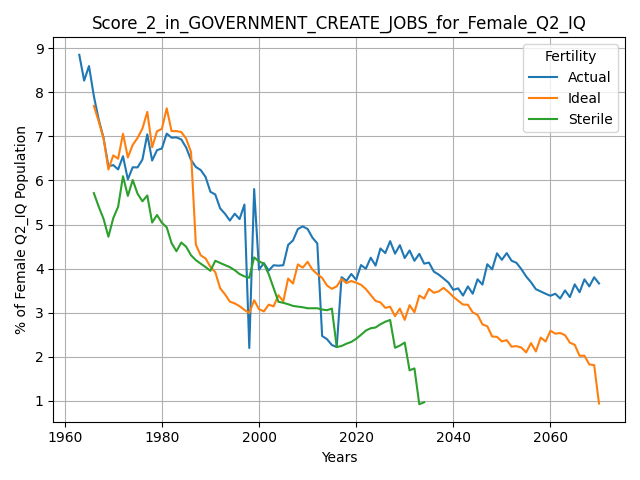 Score_2_in_GOVERNMENT_CREATE_JOBS_for_Female_Q2_IQ
Fertility
Actual
Ideal
Sterile
% of Female Q2_IQ Population
9
8
7
6
5
4
3
2
1
1960 1980 2000 2020 2040 2060
Years